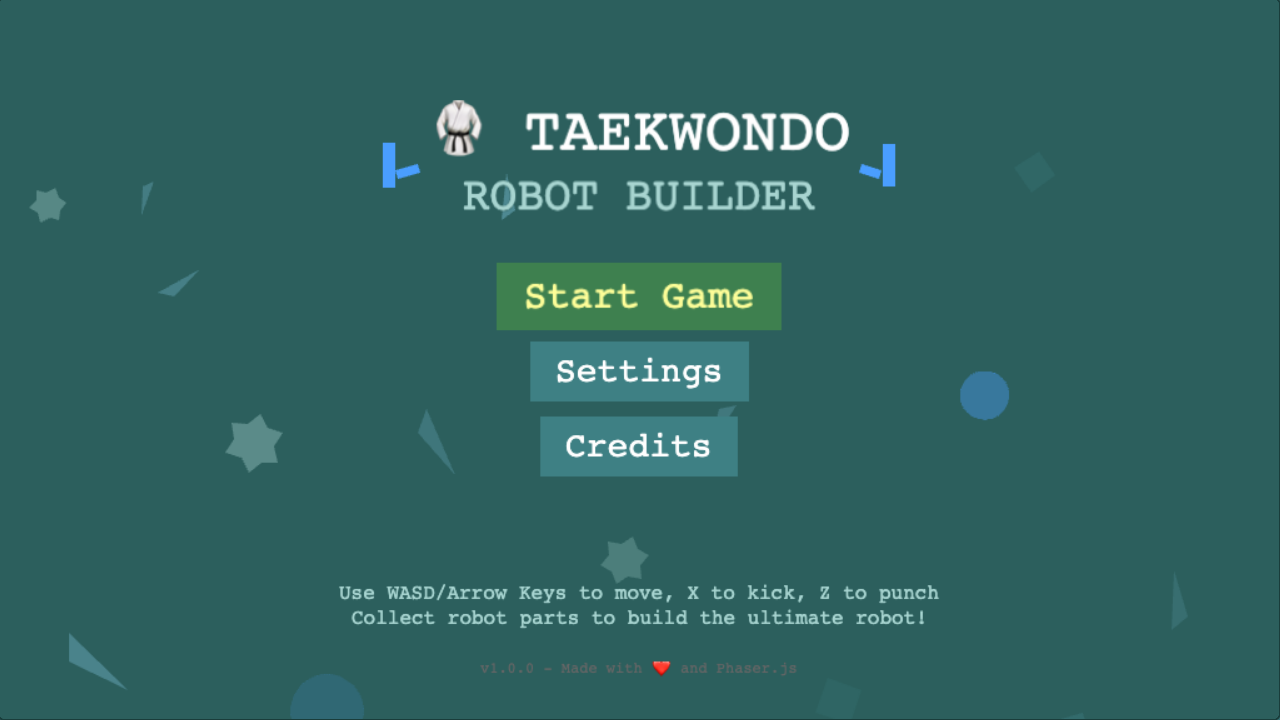 TAEKWONDO
ROBOT BUILDER
Start Game
Settings
Credits
Use WASD/Arrow Keys to move, X to kick, Z to punch
Collect robot parts to build the ultimate robot!
v1.0.0 - Made with ❤️ and Phaser.js